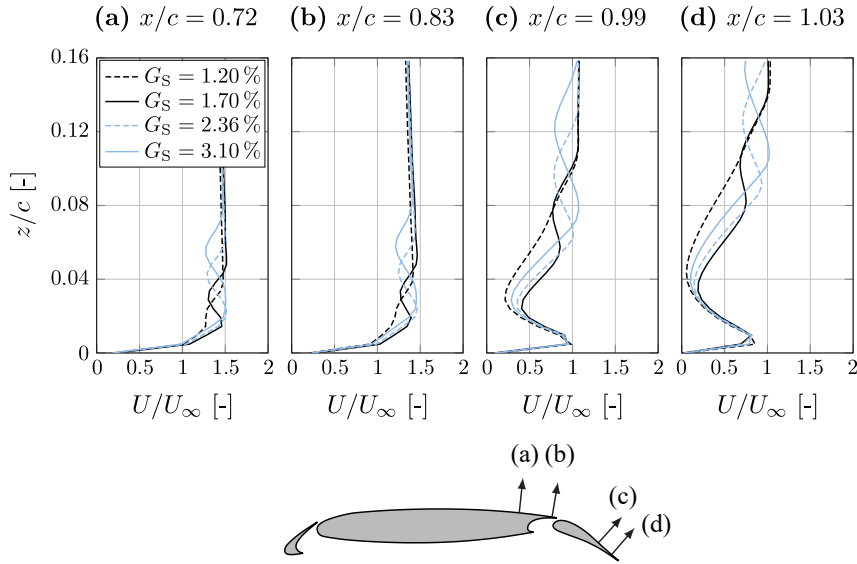 (a) x/c = 0.72 (b) x/c = 0.83 (c) x/c = 0.99 (d) x/c = 1.03
0.16
0.12
0.08
0.04
0
z/c [-]
G_S = 1.20 %
G_S = 1.70 %
G_S = 2.36 %
G_S = 3.10 %
0 0.5 1 1.5 2 0 0.5 1 1.5 2 0 0.5 1 1.5 2 0 0.5 1 1.5 2
U/U_∞ [-] U/U_∞ [-] U/U_∞ [-] U/U_∞ [-]
(a) (b)
(c)
(d)